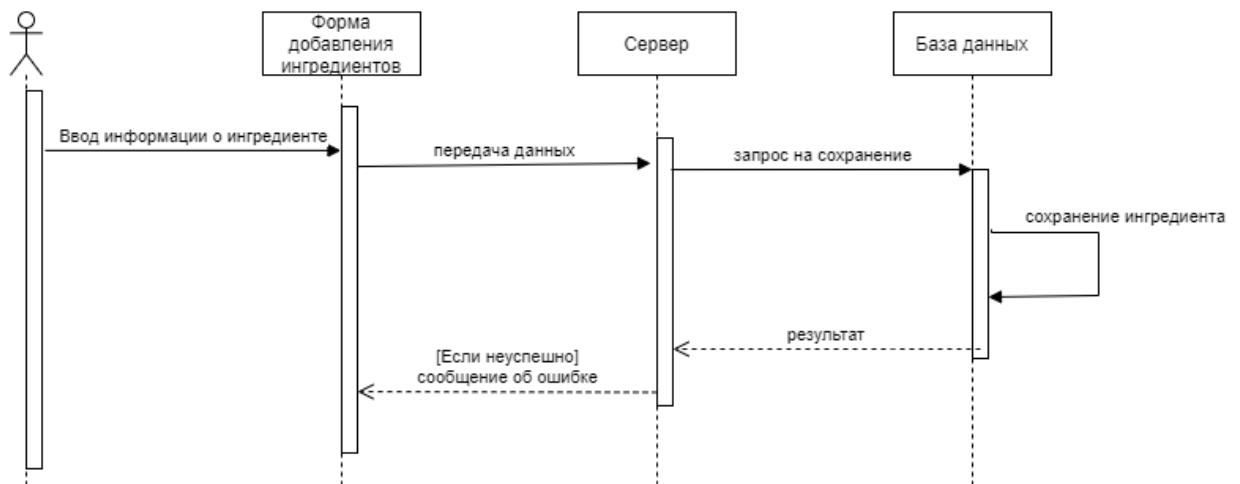 Форма
добавления
ингредиентов
Сервер
База данных
Ввод информации о ингредиенте
передача данных
запрос на сохранение
сохранение ингредиента
результат
[Если неуспешно]
сообщение об ошибке